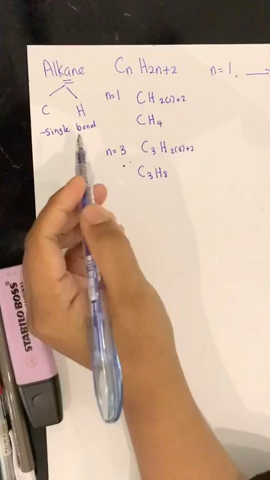 Alkane CnH2n+2 n=1, →
n=1 CH2(1)+2
C H CH4
-single bond
n=3 C3H2(3)+2
C3H8
STABILO BOSS